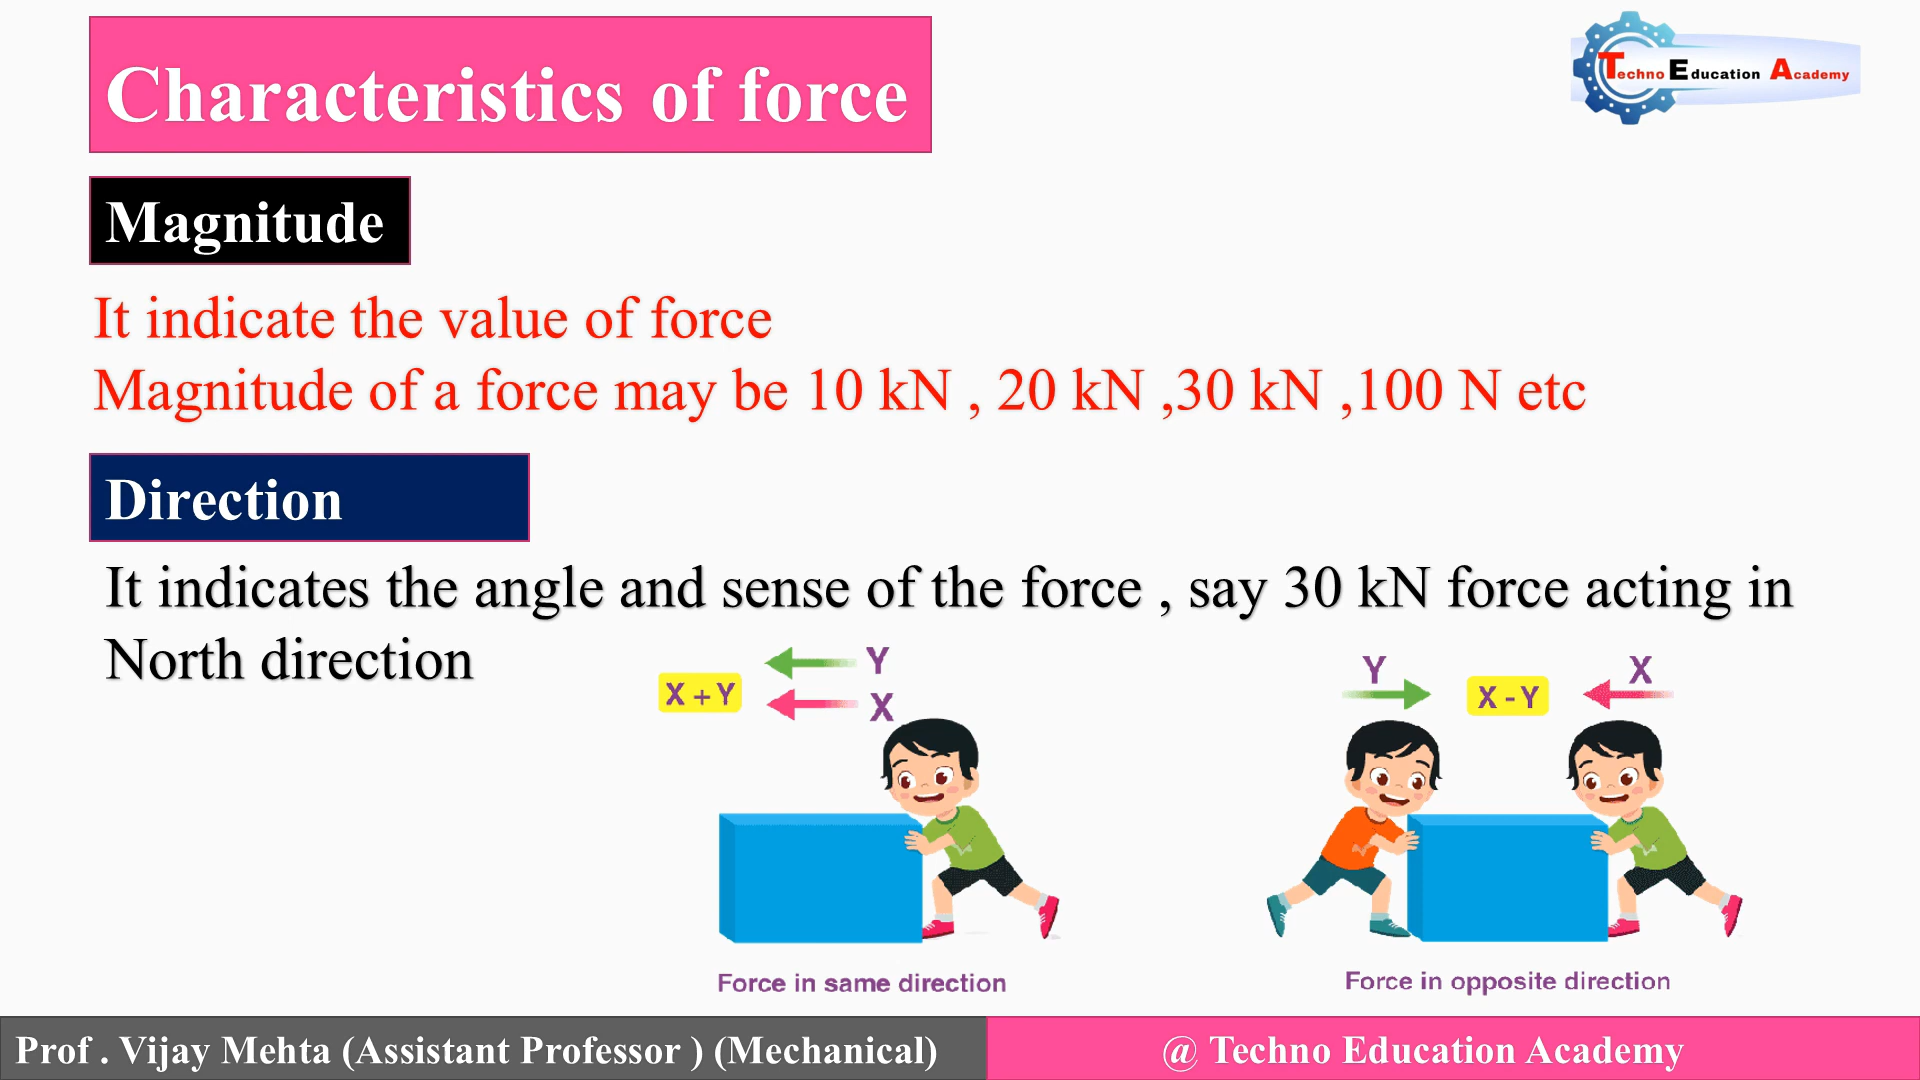 Characteristics of force
Techno Education Academy
Magnitude
It indicate the value of force
Magnitude of a force may be 10 kN , 20 kN ,30 kN ,100 N etc
Direction
It indicates the angle and sense of the force , say 30 kN force acting in
North direction
Y
X + Y
X
Y
X
X - Y
Force in same direction
Force in opposite direction
Prof . Vijay Mehta (Assistant Professor ) (Mechanical)
@ Techno Education Academy